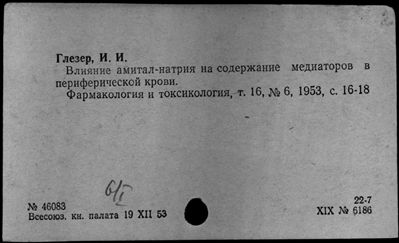 Глезер, И. И.
Влияние амитал-натрия на содержание медиаторов в
периферической крови.
Фармакология и токсикология, т. 16, № 6, 1953, с. 16-18
6/I
№ 46083
Всесоюз. кн. палата 19 XII 53
22-7
XIX № 6186